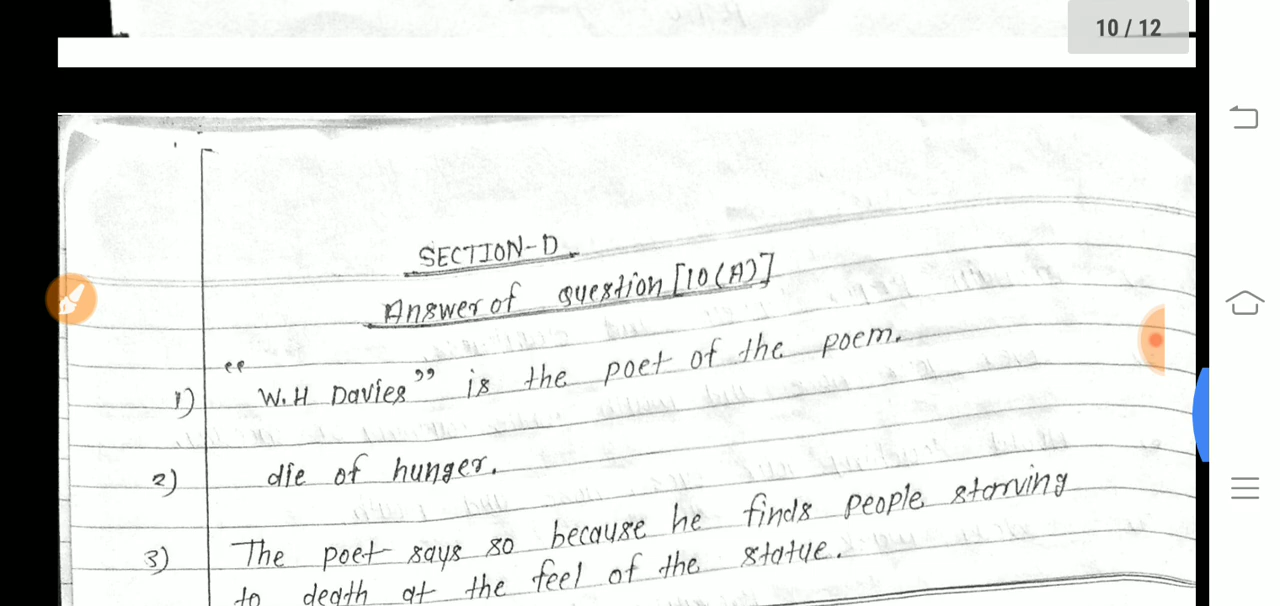 10 / 12
SECTION-D
Answer of question [10(A)]
1) "W.H Davies" is the poet of the poem.
2) die of hunger.
3) The poet says so because he finds people starving
to death at the feel of the statue.